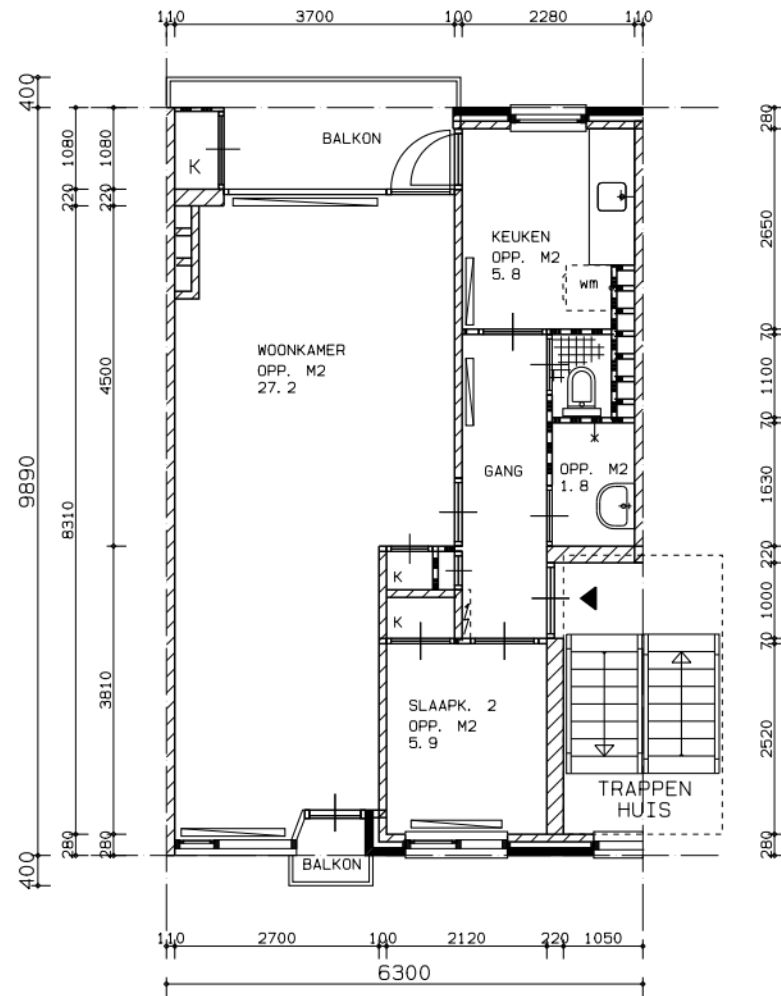 110 3700 100 2280 110
400
1080
1080
280
BALKON
K
220
220
KEUKEN
OPP. M2
5.8
2650
wm
WOONKAMER
OPP. M2
27.2
70
4500
1100
70
GANG
OPP. M2
1.8
9890
8310
1630
220
K
K
1000
70
3810
SLAAPK. 2
OPP. M2
5.9
2520
TRAPPEN
HUIS
280
280
280
BALKON
400
110 2700 100 2120 220 1050
6300